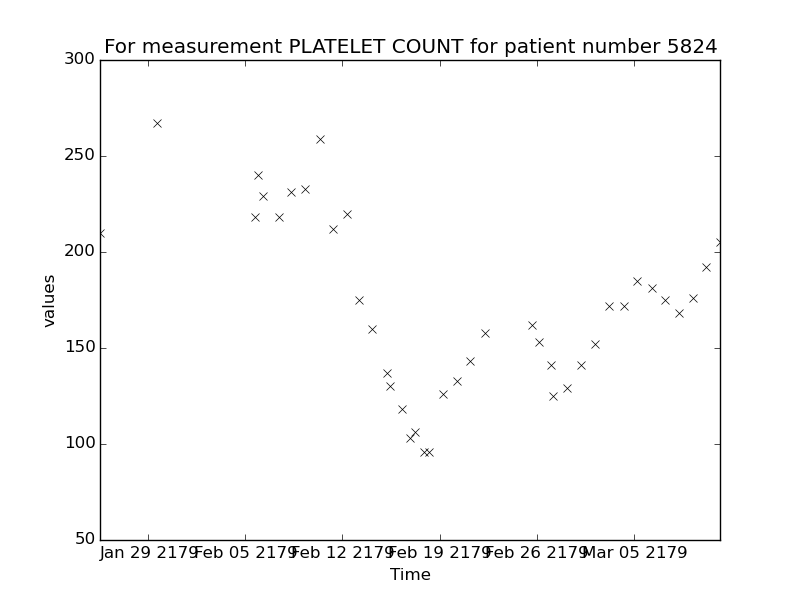 For measurement PLATELET COUNT for patient number 5824
300
250
200
150
100
50
values
Jan 29 2179 Feb 05 2179 Feb 12 2179 Feb 19 2179 Feb 26 2179 Mar 05 2179
Time